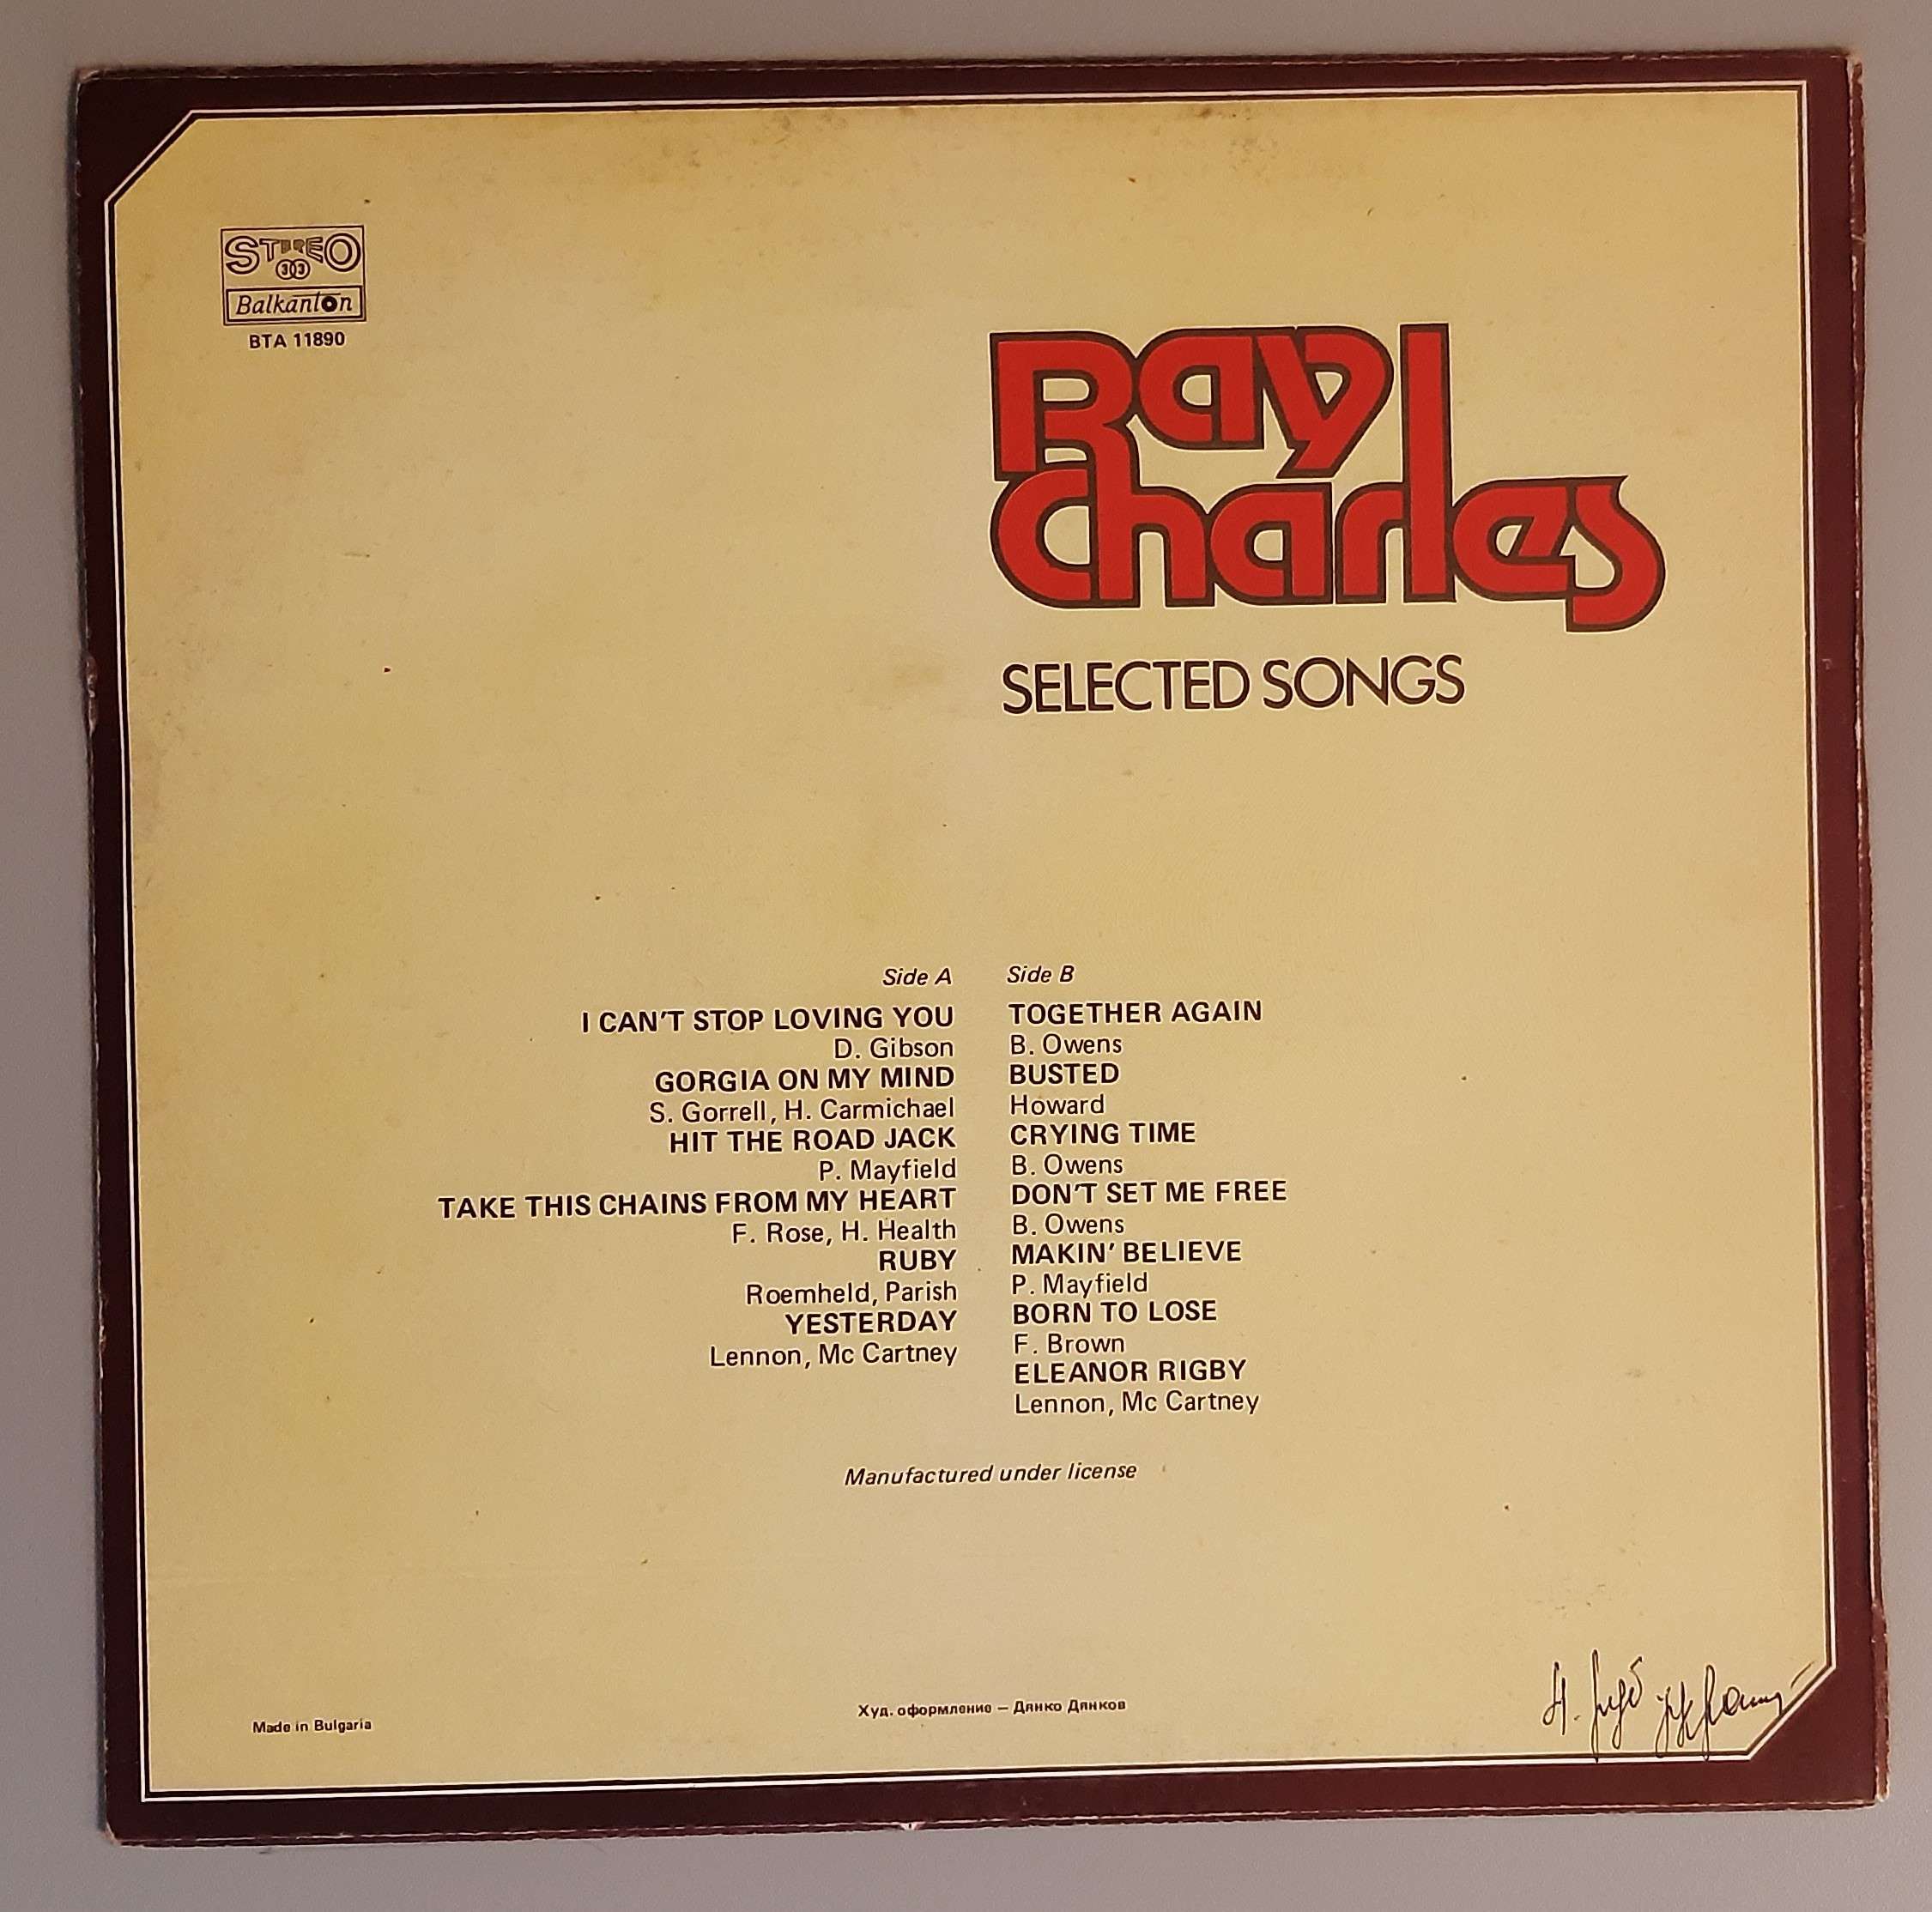 STEREO
33
Balkanton
BTA 11890
Ray
Charles
SELECTED SONGS
Side A
I CAN'T STOP LOVING YOU
D. Gibson
GORGIA ON MY MIND
S. Gorrell, H. Carmichael
HIT THE ROAD JACK
P. Mayfield
TAKE THIS CHAINS FROM MY HEART
F. Rose, H. Health
RUBY
Roemheld, Parish
YESTERDAY
Lennon, Mc Cartney
Side B
TOGETHER AGAIN
B. Owens
BUSTED
Howard
CRYING TIME
B. Owens
DON'T SET ME FREE
B. Owens
MAKIN' BELIEVE
P. Mayfield
BORN TO LOSE
F. Brown
ELEANOR RIGBY
Lennon, Mc Cartney
Manufactured under license
Made in Bulgaria
Худ. оформление — Дянко Дянков